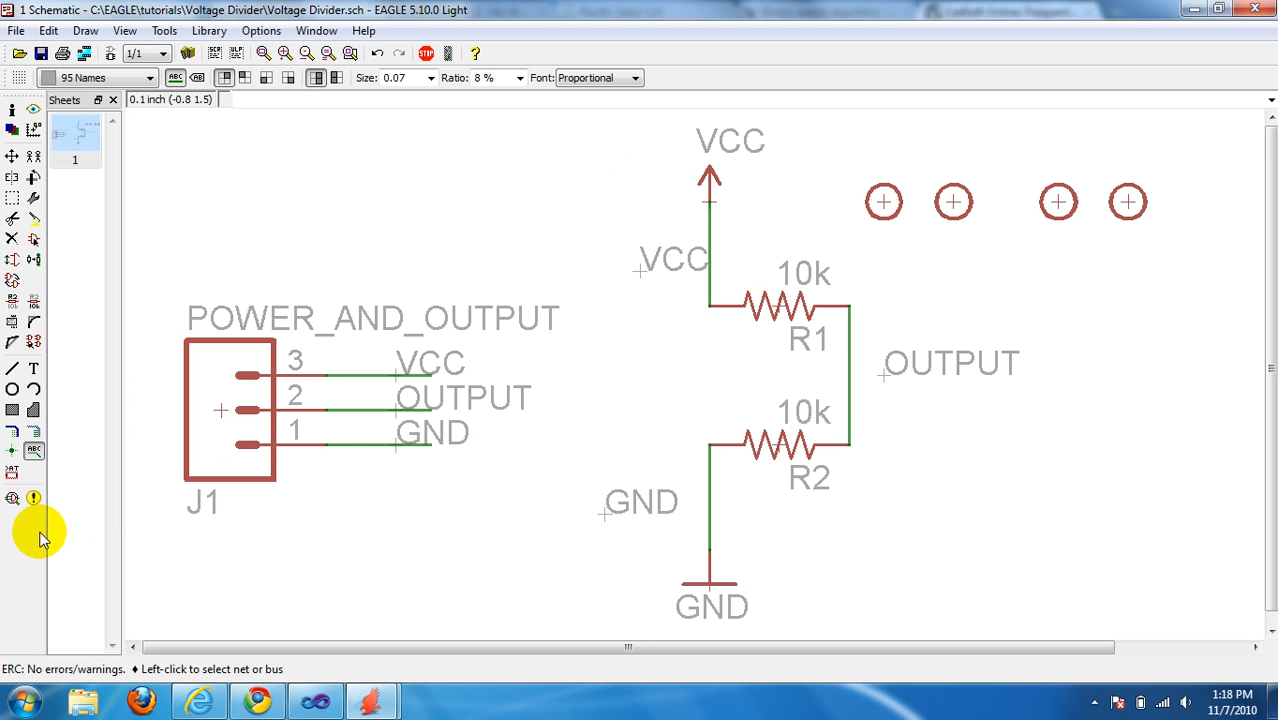 1 Schematic - C:\EAGLE\tutorials\Voltage Divider\Voltage Divider.sch - EAGLE 5.10.0 Light
File Edit Draw View Tools Library Options Window Help
1/1 SCR ULP STOP ?
95 Names ABC Size: 0.07 Ratio: 8 % Font: Proportional
Sheets 0.1 inch (-0.8 1.5)
1
VCC
VCC
10k
R1
POWER_AND_OUTPUT
3 VCC
2 OUTPUT
1 GND
J1
OUTPUT
10k
R2
GND
GND
ERC: No errors/warnings. ♦ Left-click to select net or bus
1:18 PM
11/7/2010